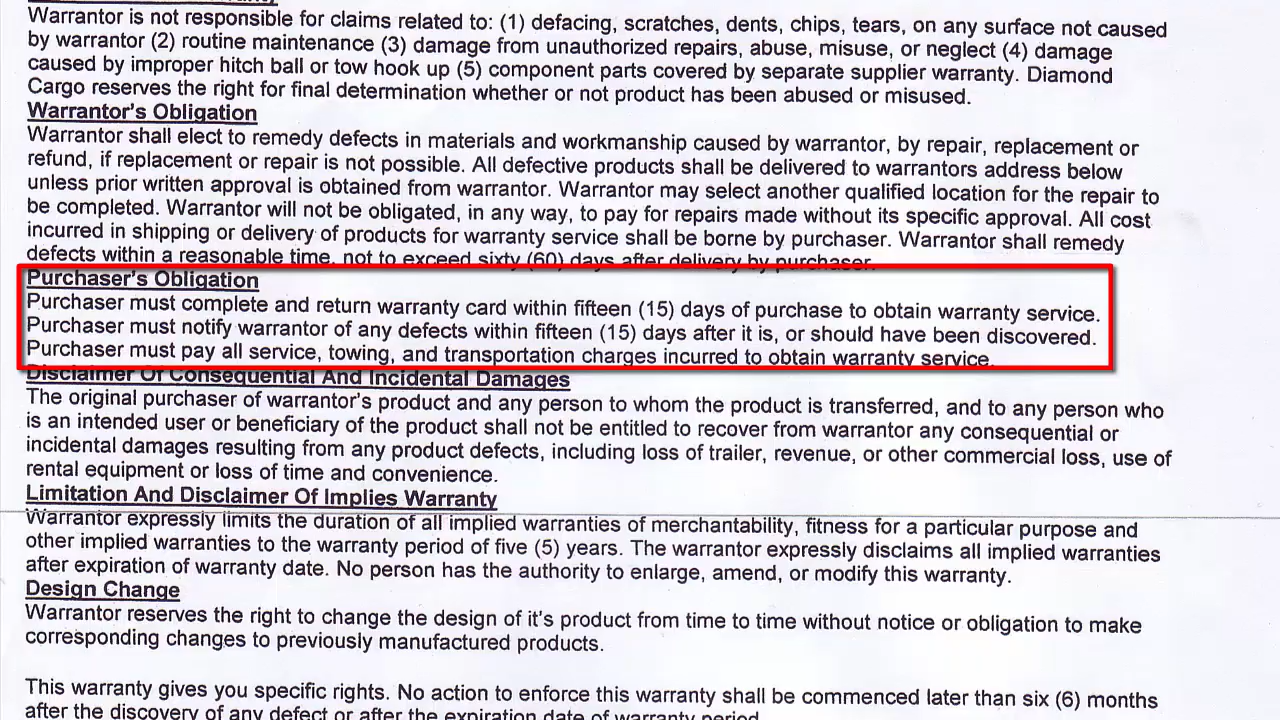 Warrantor is not responsible for claims related to: (1) defacing, scratches, dents, chips, tears, on any surface not caused
by warrantor (2) routine maintenance (3) damage from unauthorized repairs, abuse, misuse, or neglect (4) damage
caused by improper hitch ball or tow hook up (5) component parts covered by separate supplier warranty. Diamond
Cargo reserves the right for final determination whether or not product has been abused or misused.
Warrantor's Obligation
Warrantor shall elect to remedy defects in materials and workmanship caused by warrantor, by repair, replacement or
refund, if replacement or repair is not possible. All defective products shall be delivered to warrantors address below
unless prior written approval is obtained from warrantor. Warrantor may select another qualified location for the repair to
be completed. Warrantor will not be obligated, in any way, to pay for repairs made without its specific approval. All cost
incurred in shipping or delivery of products for warranty service shall be borne by purchaser. Warrantor shall remedy
defects within a reasonable time, not to exceed sixty (60) days after delivery by purchaser.
Purchaser's Obligation
Purchaser must complete and return warranty card within fifteen (15) days of purchase to obtain warranty service.
Purchaser must notify warrantor of any defects within fifteen (15) days after it is, or should have been discovered.
Purchaser must pay all service, towing, and transportation charges incurred to obtain warranty service.
Disclaimer Of Consequential And Incidental Damages
The original purchaser of warrantor's product and any person to whom the product is transferred, and to any person who
is an intended user or beneficiary of the product shall not be entitled to recover from warrantor any consequential or
incidental damages resulting from any product defects, including loss of trailer, revenue, or other commercial loss, use of
rental equipment or loss of time and convenience.
Limitation And Disclaimer Of Implies Warranty
Warrantor expressly limits the duration of all implied warranties of merchantability, fitness for a particular purpose and
other implied warranties to the warranty period of five (5) years. The warrantor expressly disclaims all implied warranties
after expiration of warranty date. No person has the authority to enlarge, amend, or modify this warranty.
Design Change
Warrantor reserves the right to change the design of it's product from time to time without notice or obligation to make
corresponding changes to previously manufactured products.
This warranty gives you specific rights. No action to enforce this warranty shall be commenced later than six (6) months
after the discovery of any defect or after the expiration date of warranty period.